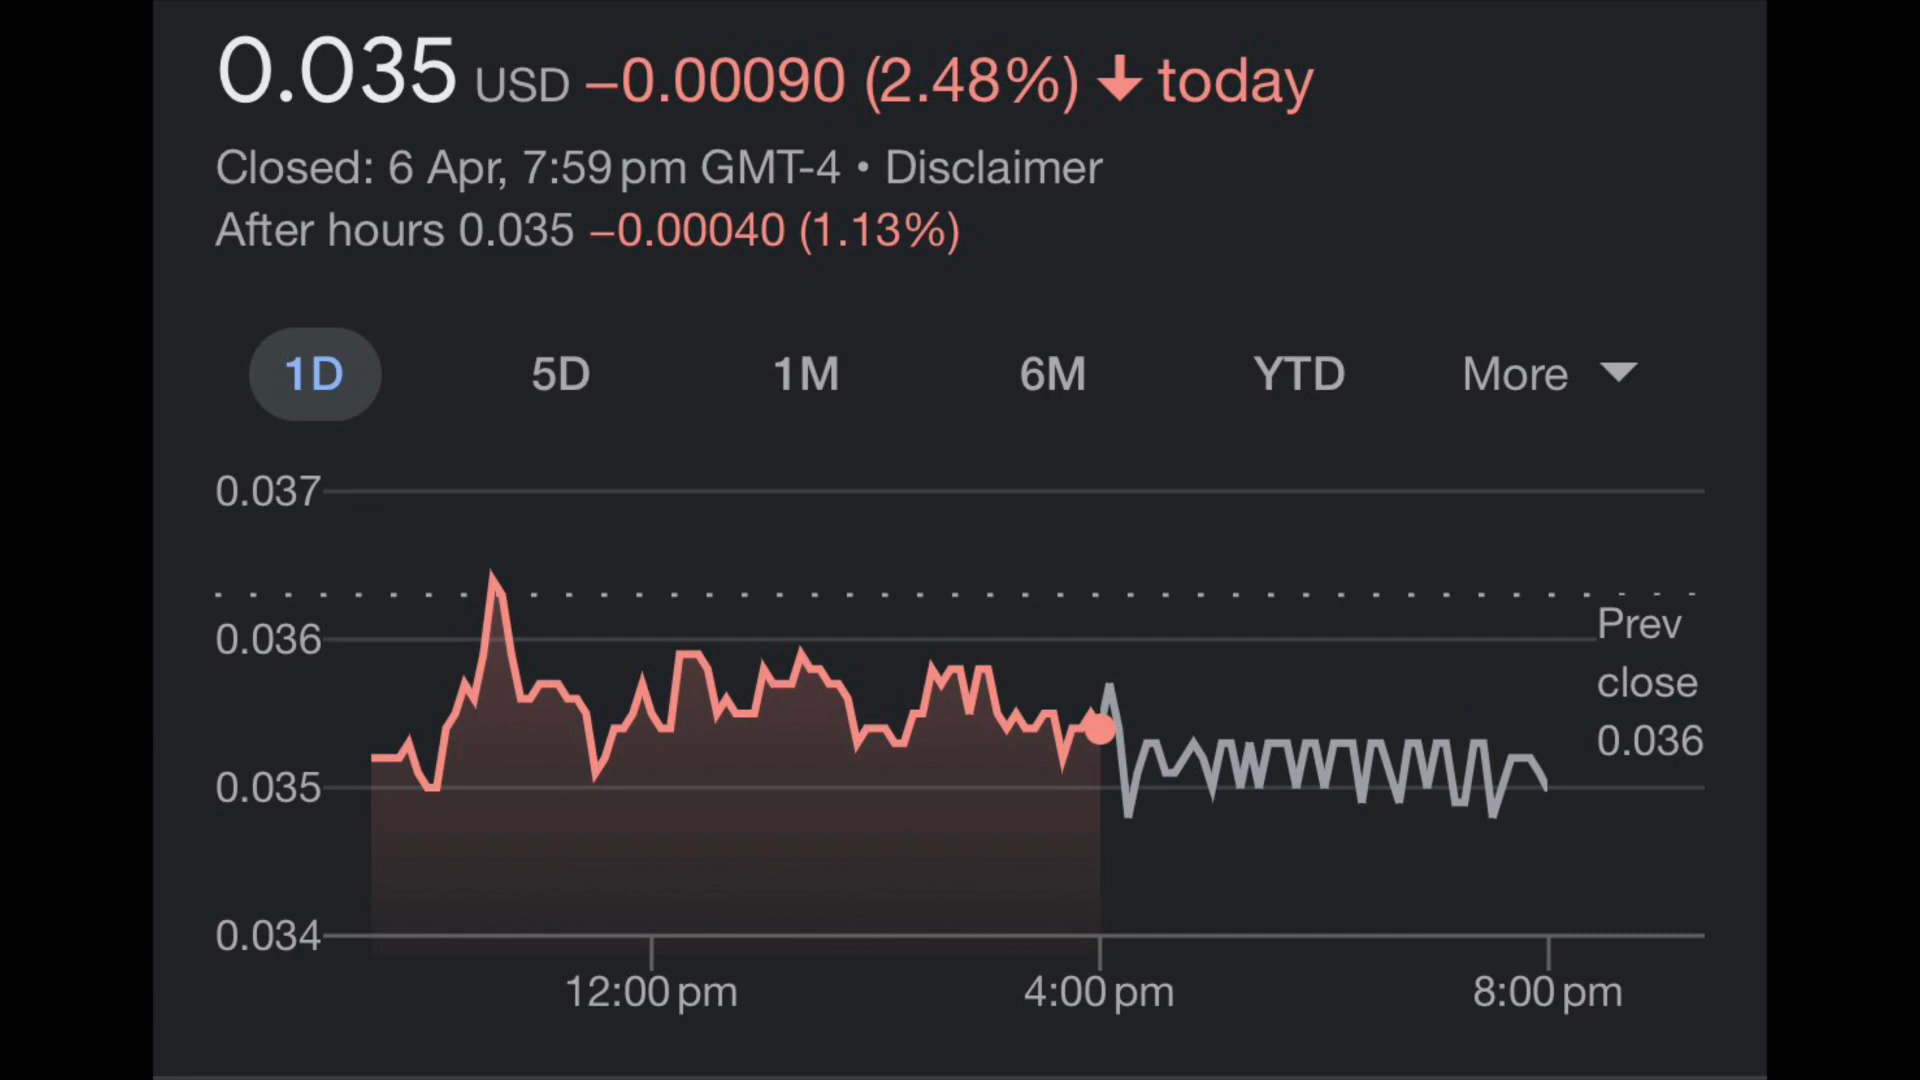 0.035 USD −0.00090 (2.48%) ↓ today
Closed: 6 Apr, 7:59 pm GMT-4 • Disclaimer
After hours 0.035 −0.00040 (1.13%)
1D 5D 1M 6M YTD More
0.037
0.036
Prev
close
0.036
0.035
0.034
12:00 pm 4:00 pm 8:00 pm